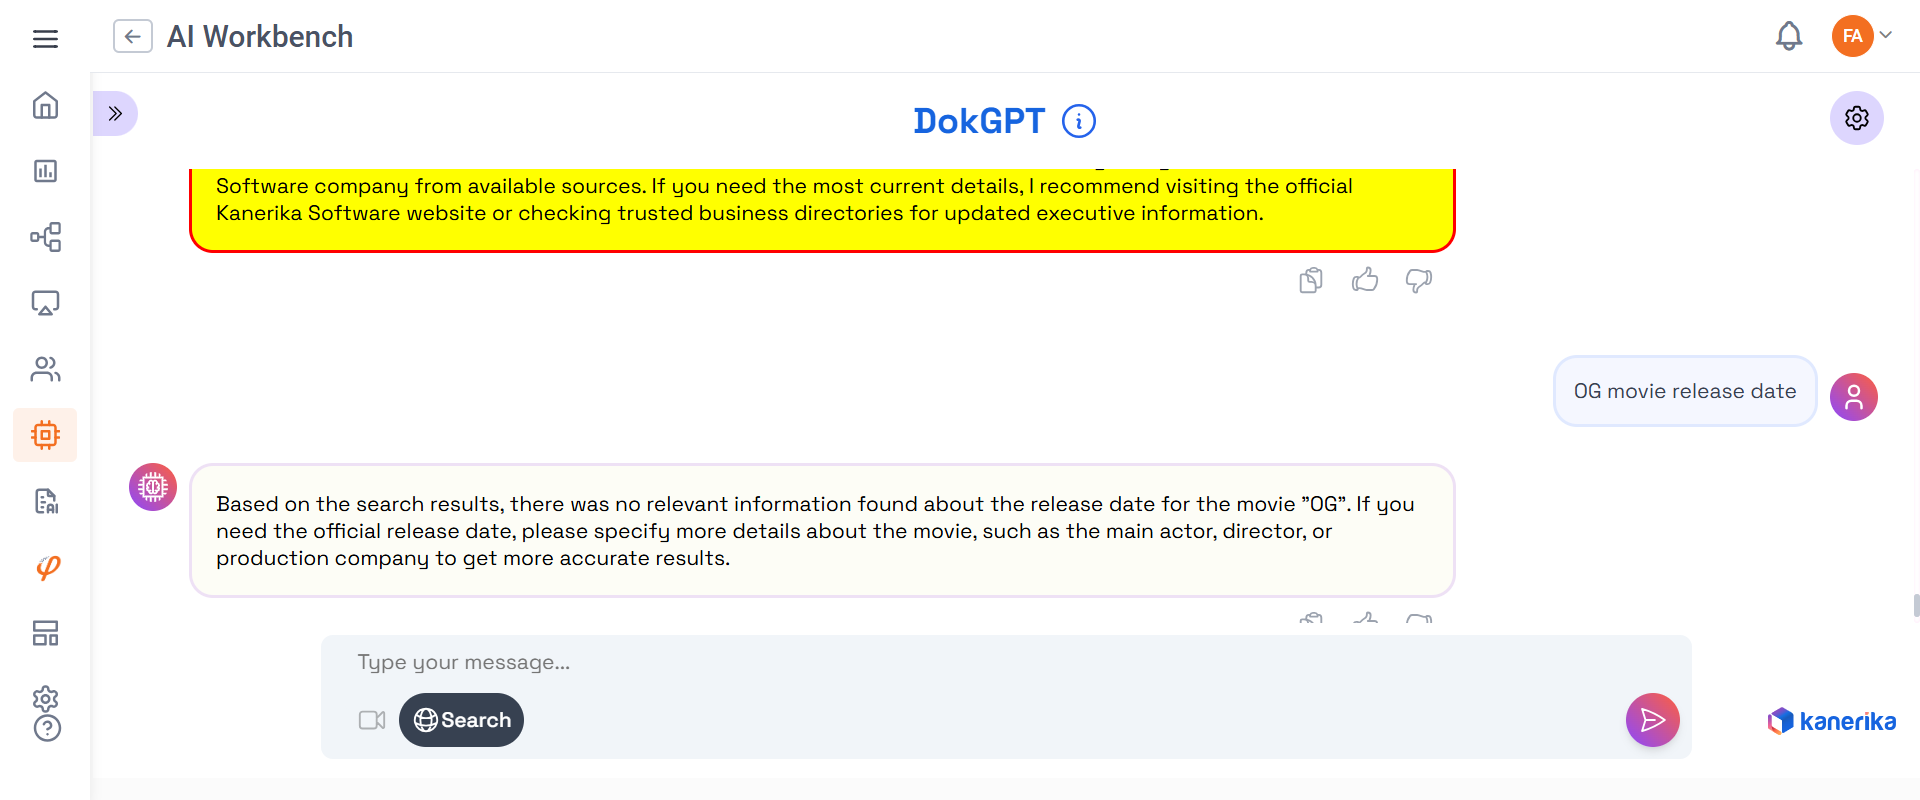 AI Workbench
FA
DokGPT
Software company from available sources. If you need the most current details, I recommend visiting the official
Kanerika Software website or checking trusted business directories for updated executive information.
OG movie release date
Based on the search results, there was no relevant information found about the release date for the movie "OG". If you
need the official release date, please specify more details about the movie, such as the main actor, director, or
production company to get more accurate results.
Type your message...
Search
kanerika